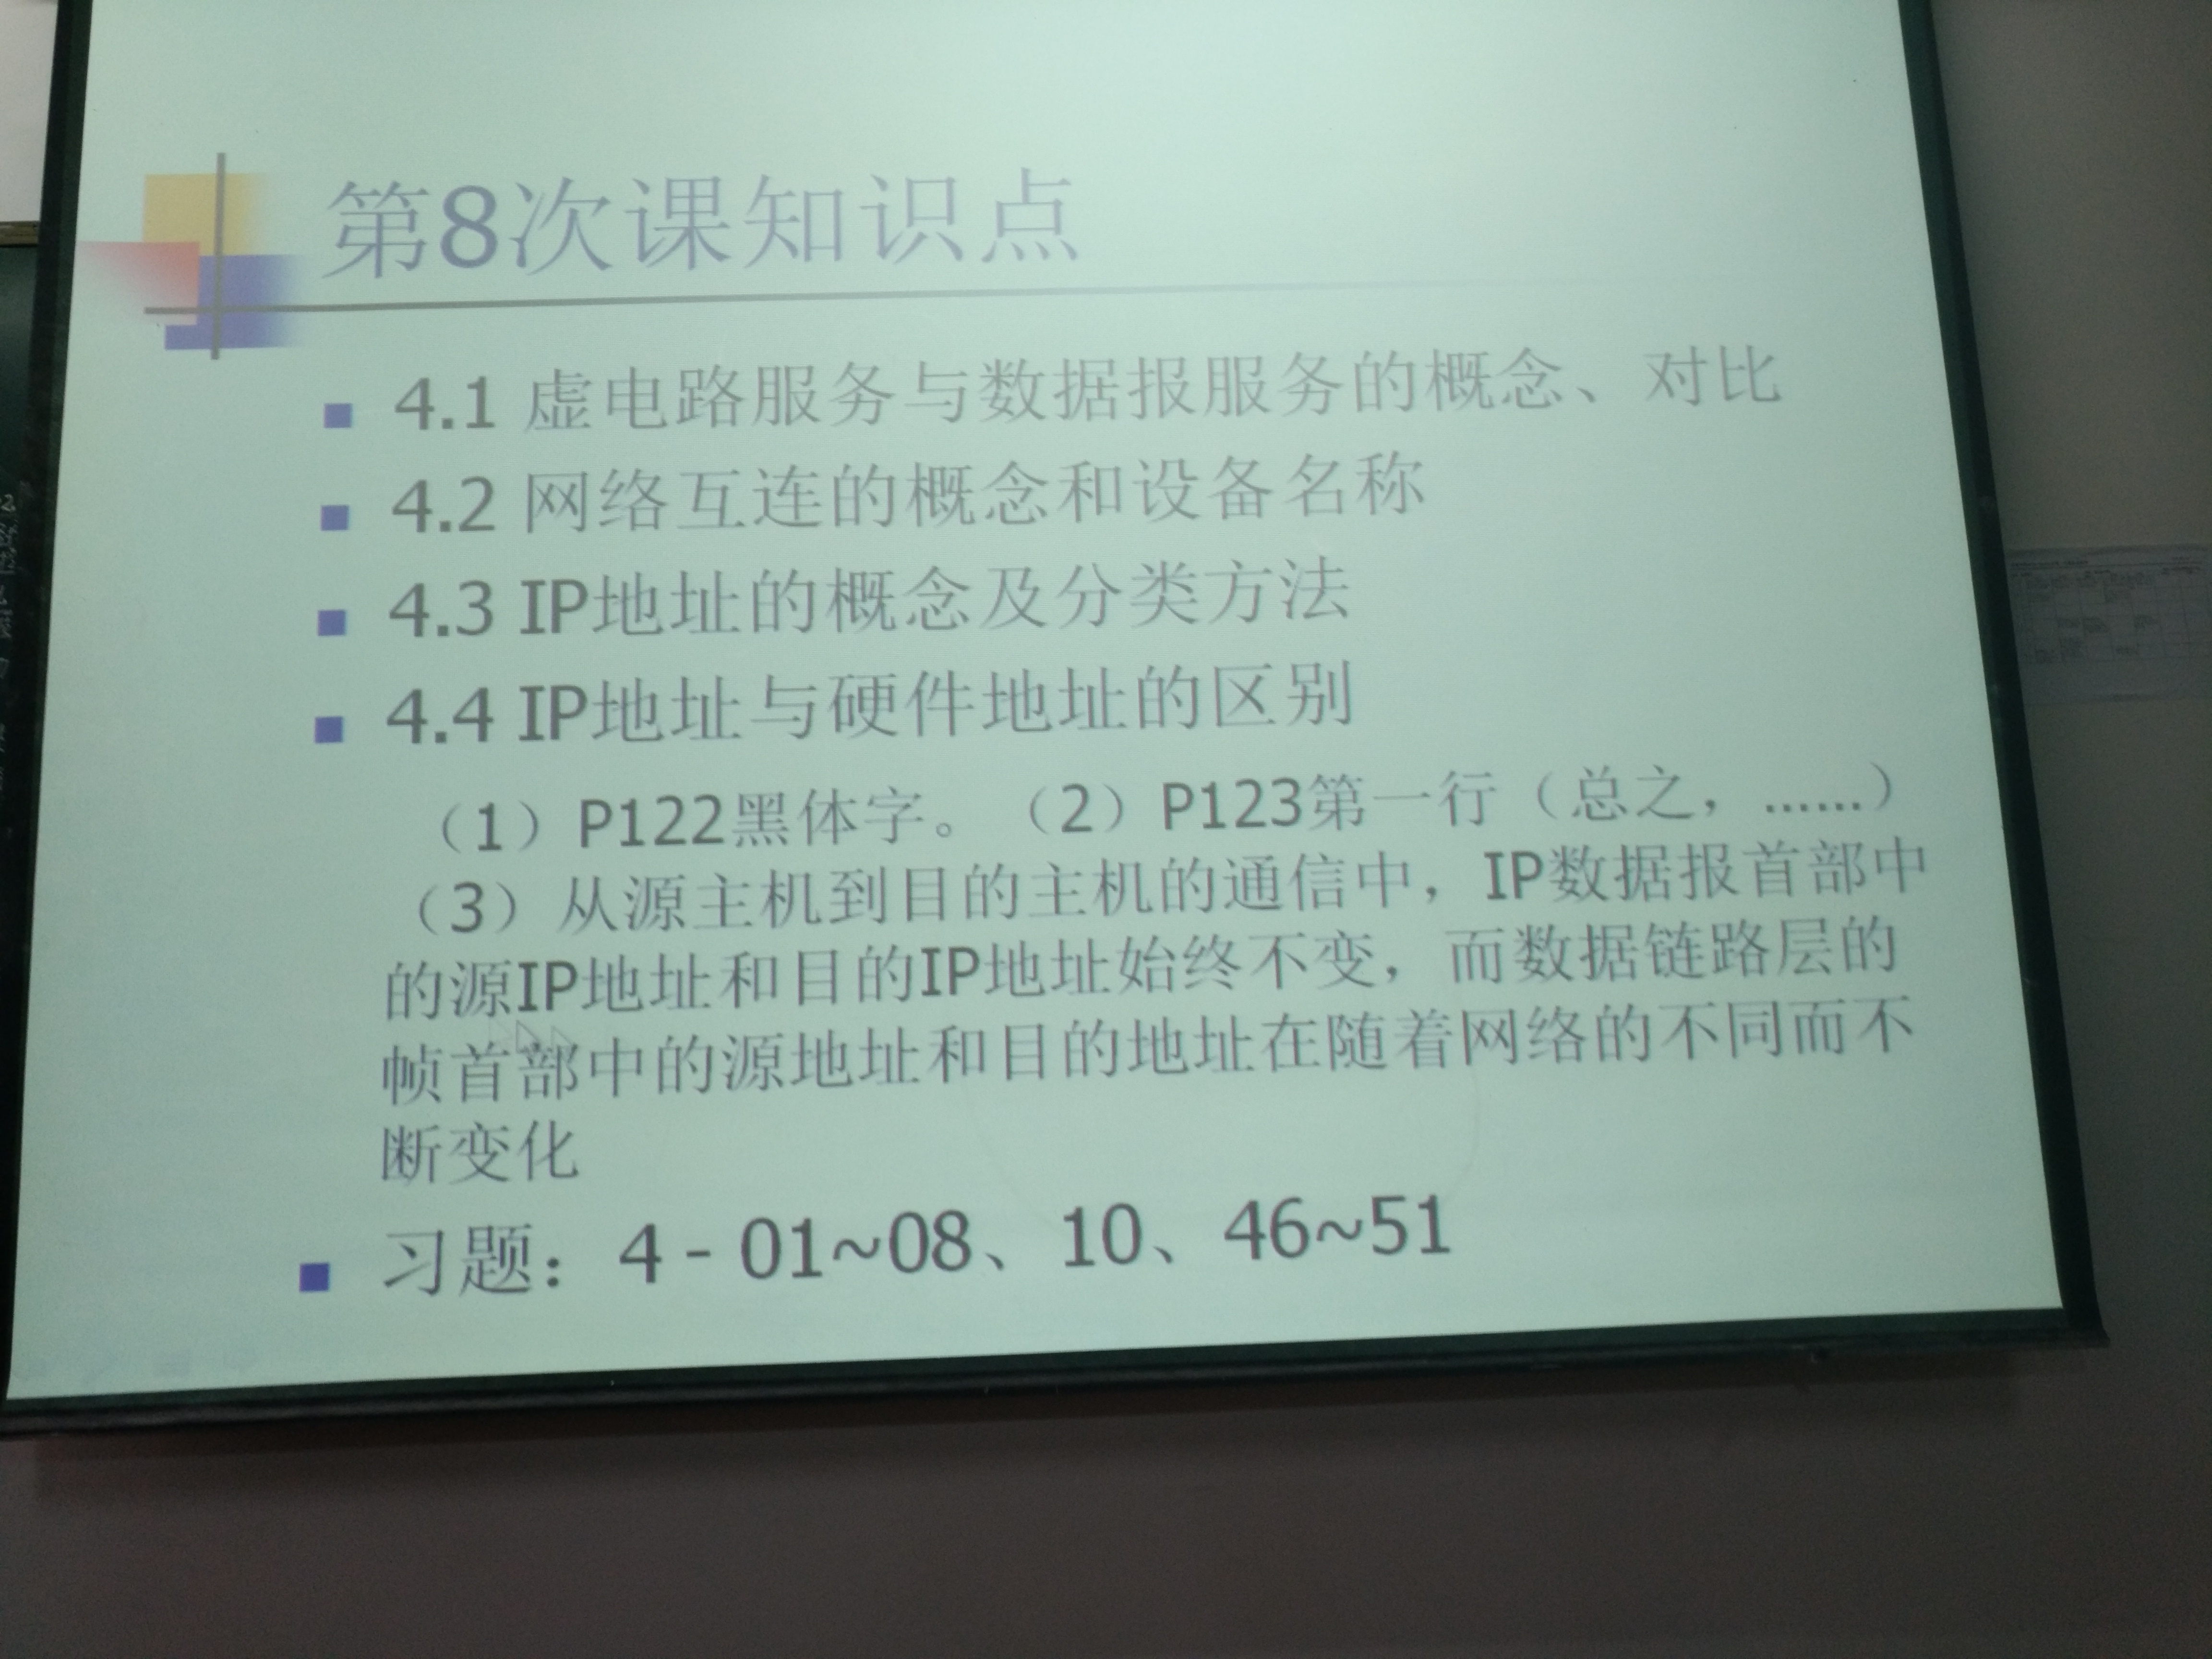 第8次课知识点
4.1 虚电路服务与数据报服务的概念、对比
4.2 网络互连的概念和设备名称
4.3 IP地址的概念及分类方法
4.4 IP地址与硬件地址的区别
（1）P122黑体字。（2）P123第一行（总之，……）
（3）从源主机到目的主机的通信中，IP数据报首部中
的源IP地址和目的IP地址始终不变，而数据链路层的
帧首部中的源地址和目的地址在随着网络的不同而不
断变化
习题：4 - 01~08、10、46~51